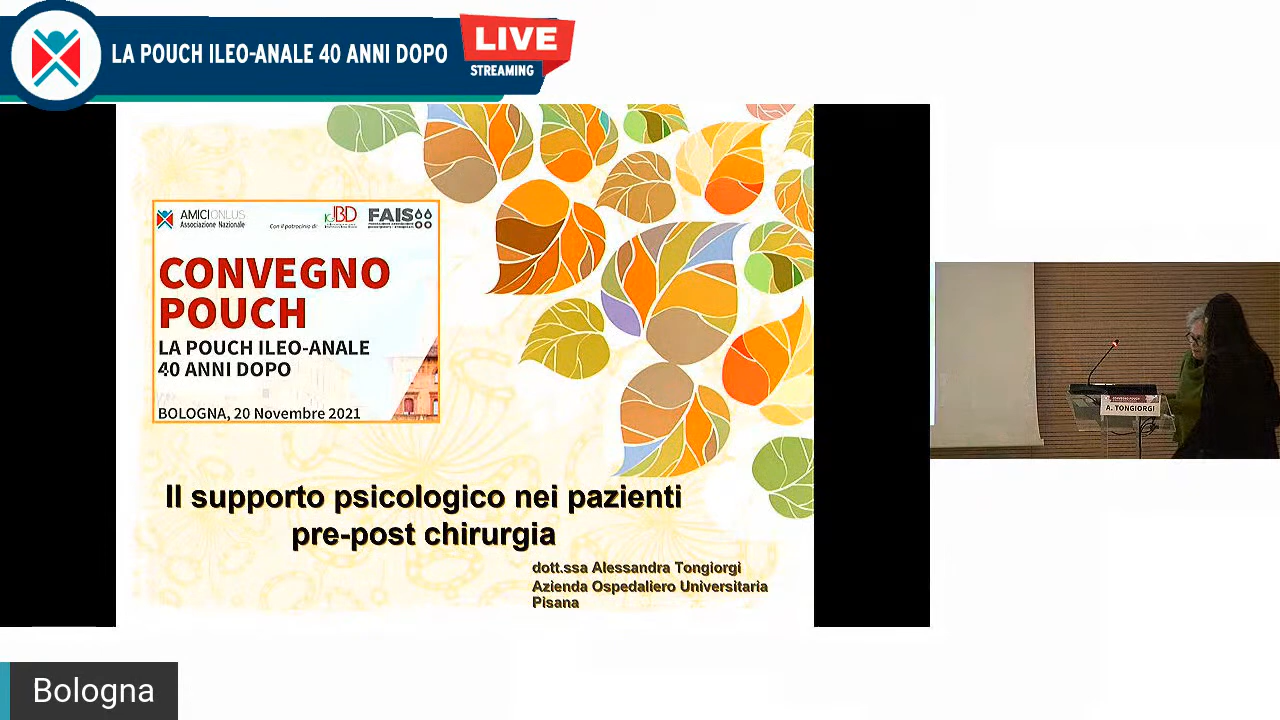 LA POUCH ILEO-ANALE 40 ANNI DOPO
LIVE
STREAMING
AMICI ONLUS
Associazione Nazionale
Con il patrocinio di:
IG IBD
FAIS
CONVEGNO
POUCH
LA POUCH ILEO-ANALE
40 ANNI DOPO
BOLOGNA, 20 Novembre 2021
Il supporto psicologico nei pazienti
pre-post chirurgia
dott.ssa Alessandra Tongiorgi
Azienda Ospedaliero Universitaria
Pisana
A. TONGIORGI
Bologna